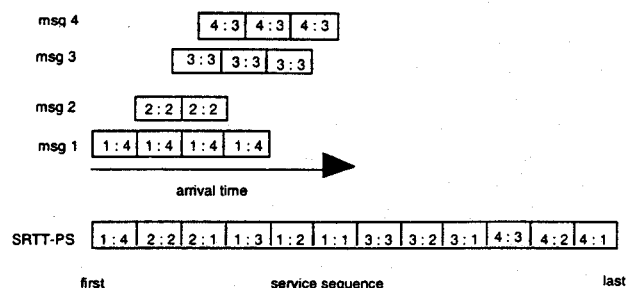 msg 4 4 : 3 4 : 3 4 : 3
msg 3 3 : 3 3 : 3 3 : 3
msg 2 2 : 2 2 : 2
msg 1 1 : 4 1 : 4 1 : 4 1 : 4
arrival time
SRTT-PS 1 : 4 2 : 2 2 : 1 1 : 3 1 : 2 1 : 1 3 : 3 3 : 2 3 : 1 4 : 3 4 : 2 4 : 1
first service sequence last